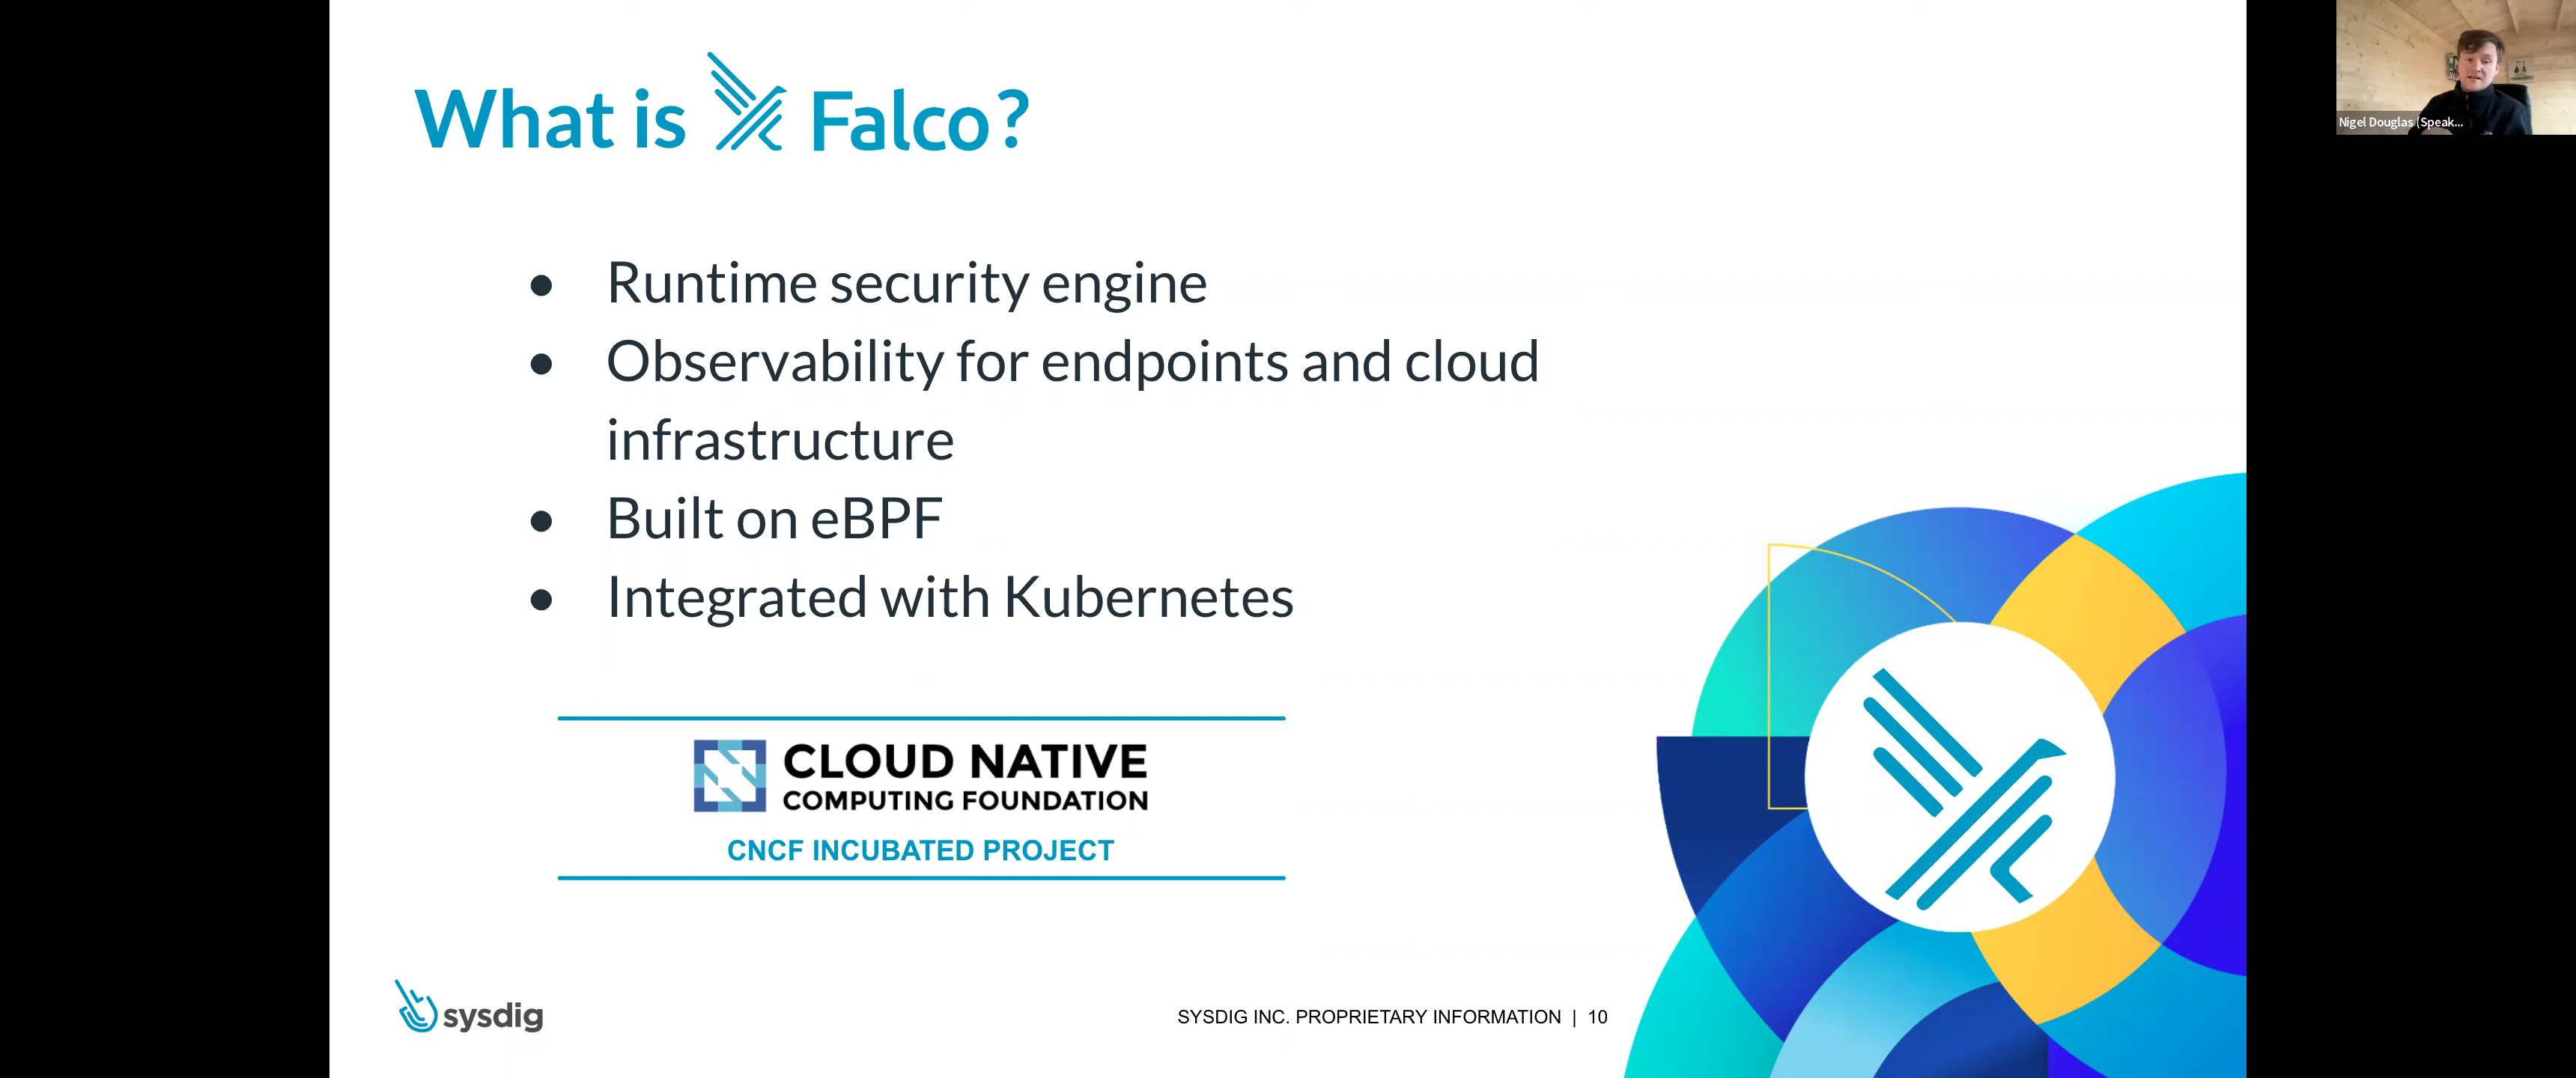 What is Falco?
Nigel Douglas (Speak...
● Runtime security engine
● Observability for endpoints and cloud
infrastructure
● Built on eBPF
● Integrated with Kubernetes
CLOUD NATIVE
COMPUTING FOUNDATION
CNCF INCUBATED PROJECT
sysdig
SYSDIG INC. PROPRIETARY INFORMATION | 10